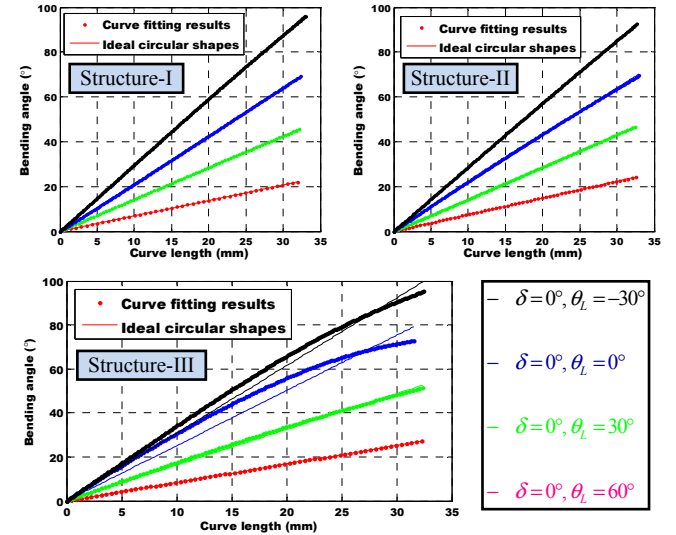 100
80
60
40
20
0
Bending angle (°)
Curve fitting results
Ideal circular shapes
Structure-I
0 5 10 15 20 25 30 35
Curve length (mm)
100
80
60
40
20
0
Bending angle (°)
Curve fitting results
Ideal circular shapes
Structure-II
0 5 10 15 20 25 30 35
Curve length (mm)
100
80
60
40
20
0
Bending angle (°)
Curve fitting results
Ideal circular shapes
Structure-III
0 5 10 15 20 25 30 35
Curve length (mm)
– δ=0°, θ_L=−30°
– δ=0°, θ_L=0°
– δ=0°, θ_L=30°
– δ=0°, θ_L=60°